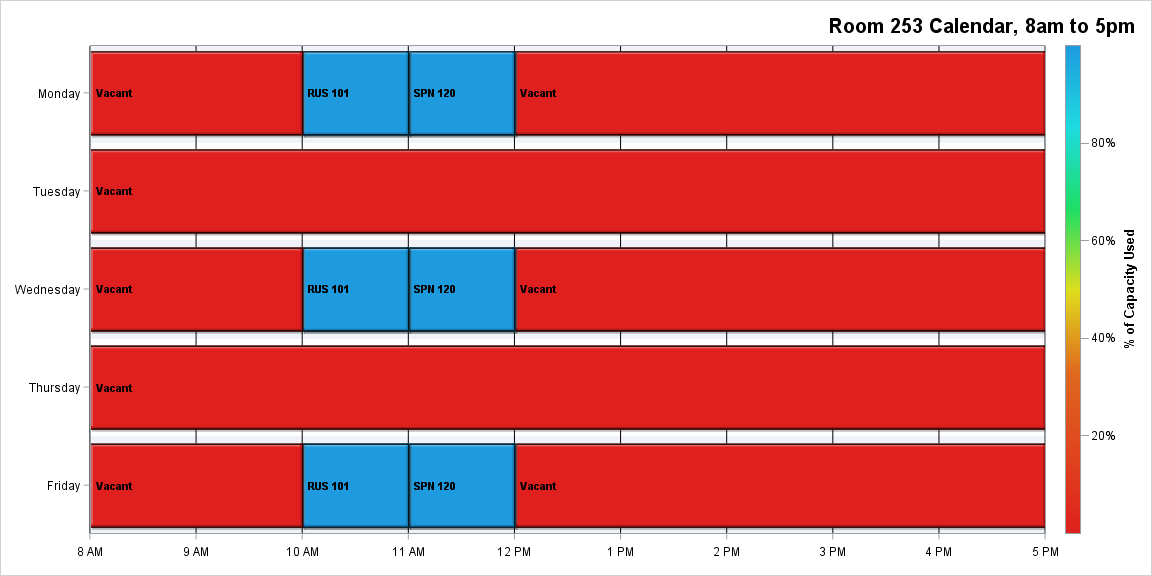 Room 253 Calendar, 8am to 5pm
Monday Vacant RUS 101 SPN 120 Vacant
80%
Tuesday Vacant
60%
% of Capacity Used
Wednesday Vacant RUS 101 SPN 120 Vacant
40%
Thursday Vacant
20%
Friday Vacant RUS 101 SPN 120 Vacant
8 AM 9 AM 10 AM 11 AM 12 PM 1 PM 2 PM 3 PM 4 PM 5 PM